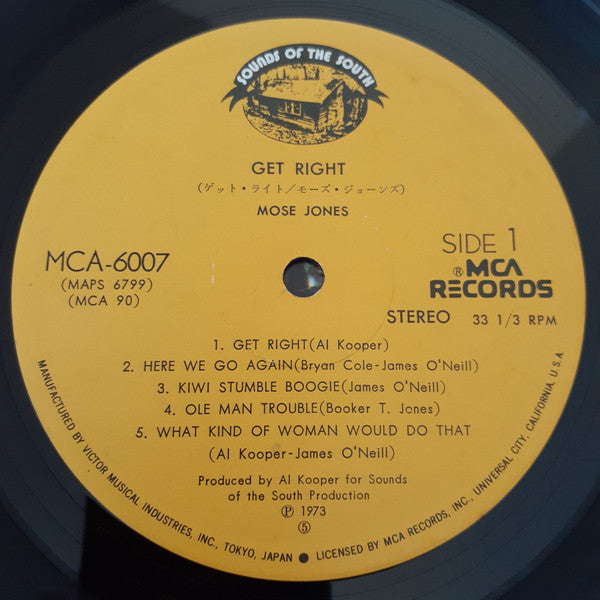 SOUNDS OF THE SOUTH
GET RIGHT
(ゲット・ライト/モーズ・ジョーンズ)
MOSE JONES
MCA-6007
(MAPS 6799)
(MCA 90)
SIDE 1
®MCA
RECORDS
STEREO 33 1/3 RPM
1. GET RIGHT(Al Kooper)
2. HERE WE GO AGAIN(Bryan Cole-James O'Neill)
3. KIWI STUMBLE BOOGIE(James O'Neill)
4. OLE MAN TROUBLE(Booker T. Jones)
5. WHAT KIND OF WOMAN WOULD DO THAT
(Al Kooper-James O'Neill)
Produced by Al Kooper for Sounds
of the South Production
Ⓟ 1973
⑤
MANUFACTURED BY VICTOR MUSICAL INDUSTRIES, INC., TOKYO, JAPAN ● LICENSED BY MCA RECORDS, INC., UNIVERSAL CITY, CALIFORNIA, U.S.A.